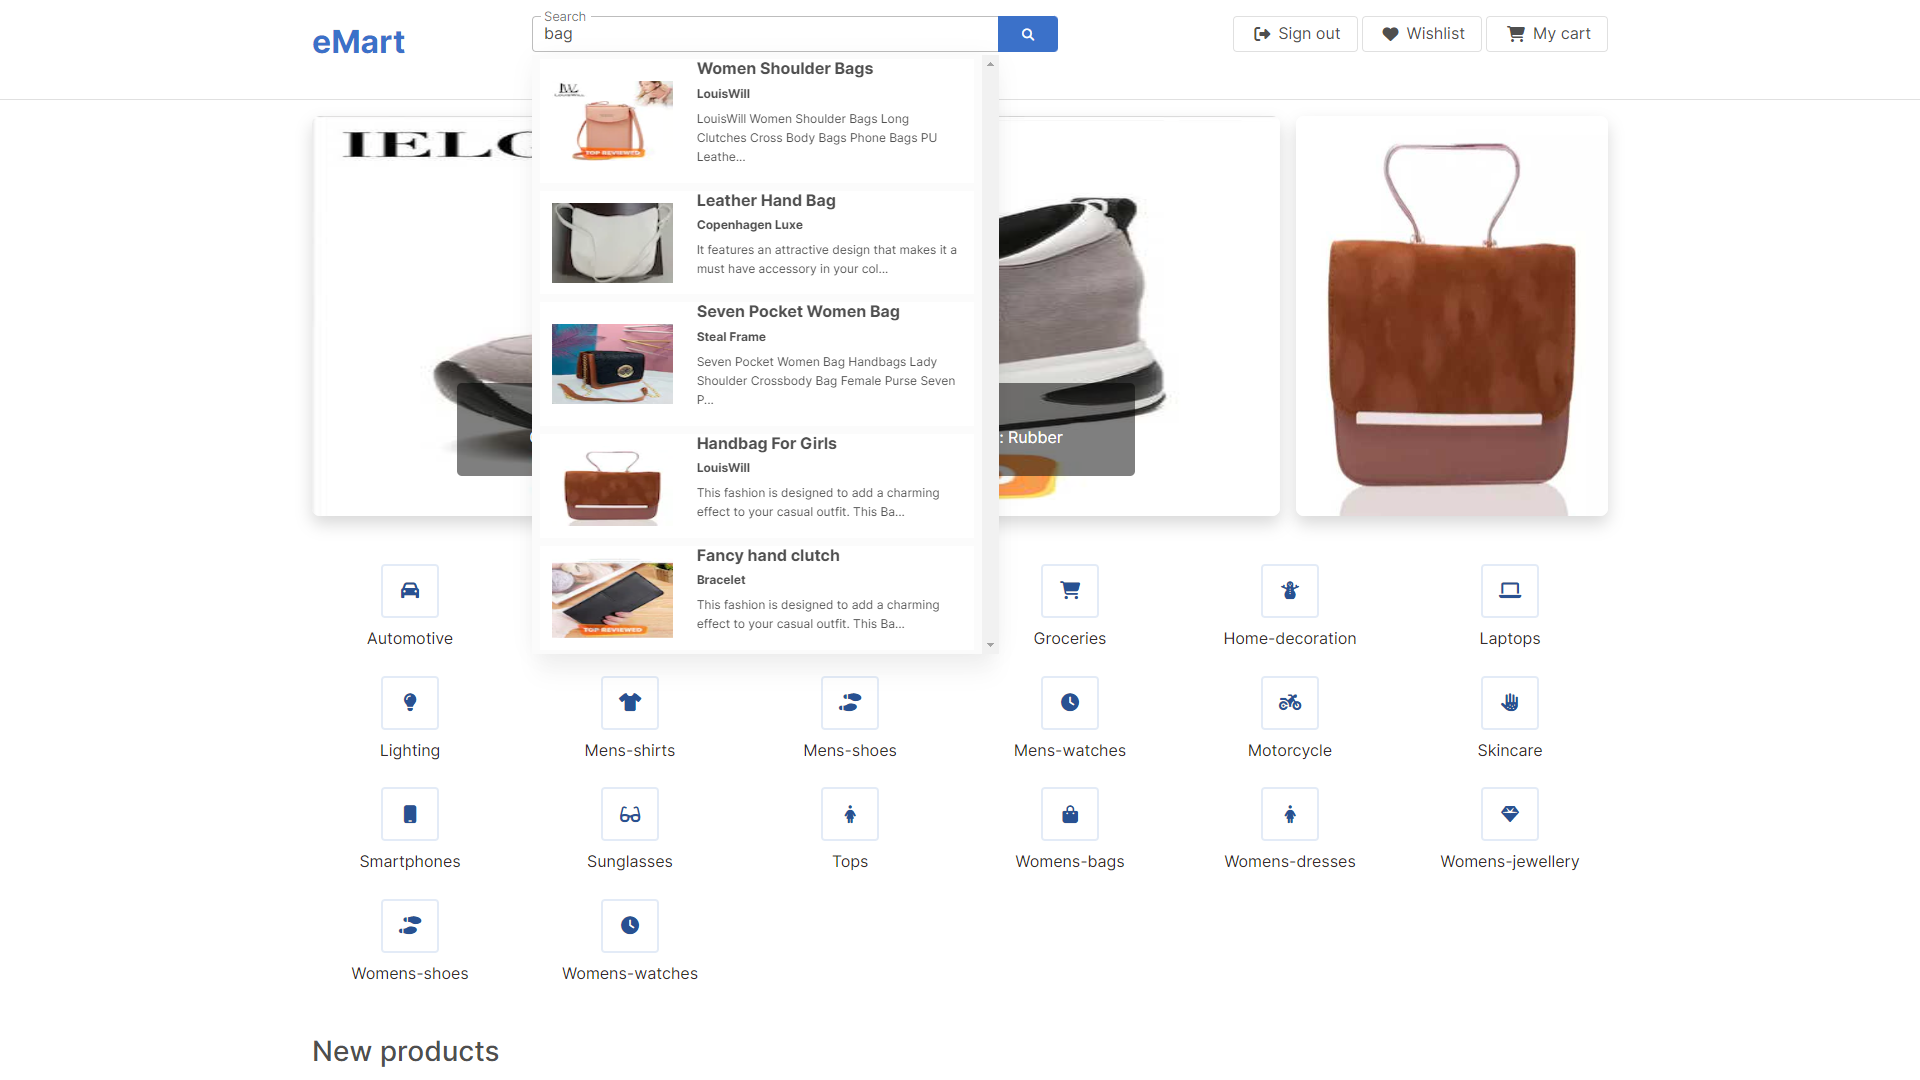 eMart
Search
bag
Sign out
Wishlist
My cart
Women Shoulder Bags
LouisWill
LouisWill Women Shoulder Bags Long
Clutches Cross Body Bags Phone Bags PU
Leathe...
TOP REVIEWED
Leather Hand Bag
Copenhagen Luxe
It features an attractive design that makes it a
must have accessory in your col...
Seven Pocket Women Bag
Steal Frame
Seven Pocket Women Bag Handbags Lady
Shoulder Crossbody Bag Female Purse Seven
P...
Handbag For Girls
LouisWill
This fashion is designed to add a charming
effect to your casual outfit. This Ba...
Fancy hand clutch
Bracelet
This fashion is designed to add a charming
effect to your casual outfit. This Ba...
TOP REVIEWED
: Rubber
Automotive
Groceries
Home-decoration
Laptops
Lighting
Mens-shirts
Mens-shoes
Mens-watches
Motorcycle
Skincare
Smartphones
Sunglasses
Tops
Womens-bags
Womens-dresses
Womens-jewellery
Womens-shoes
Womens-watches
New products